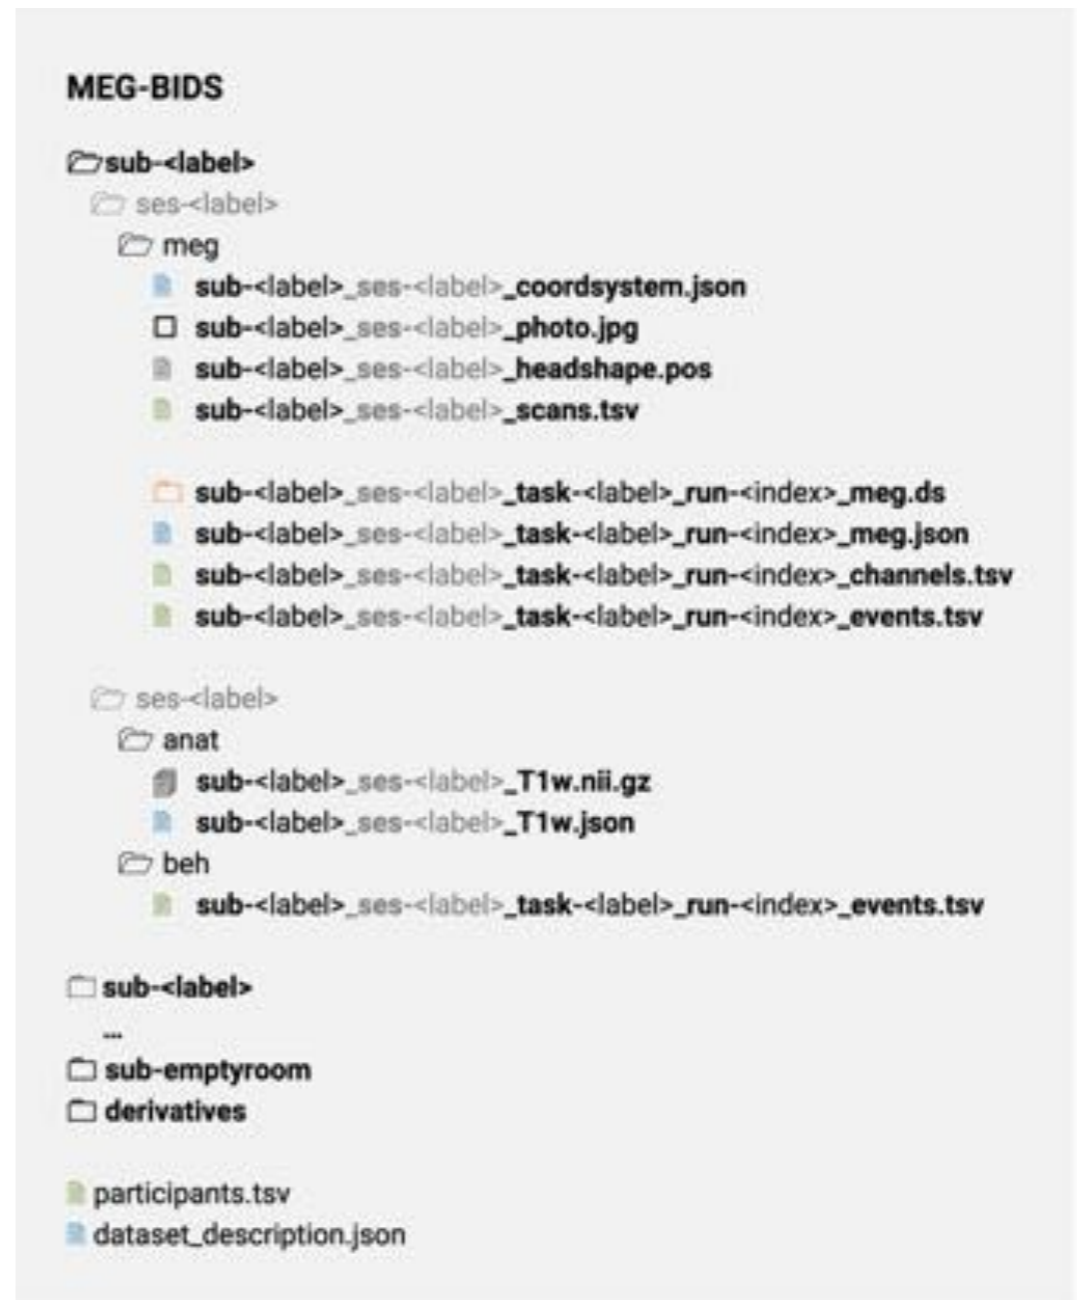 MEG-BIDS
sub-<label>
ses-<label>
meg
sub-<label>_ses-<label>_coordsystem.json
sub-<label>_ses-<label>_photo.jpg
sub-<label>_ses-<label>_headshape.pos
sub-<label>_ses-<label>_scans.tsv
sub-<label>_ses-<label>_task-<label>_run-<index>_meg.ds
sub-<label>_ses-<label>_task-<label>_run-<index>_meg.json
sub-<label>_ses-<label>_task-<label>_run-<index>_channels.tsv
sub-<label>_ses-<label>_task-<label>_run-<index>_events.tsv
ses-<label>
anat
sub-<label>_ses-<label>_T1w.nii.gz
sub-<label>_ses-<label>_T1w.json
beh
sub-<label>_ses-<label>_task-<label>_run-<index>_events.tsv
sub-<label>
...
sub-emptyroom
derivatives
participants.tsv
dataset_description.json